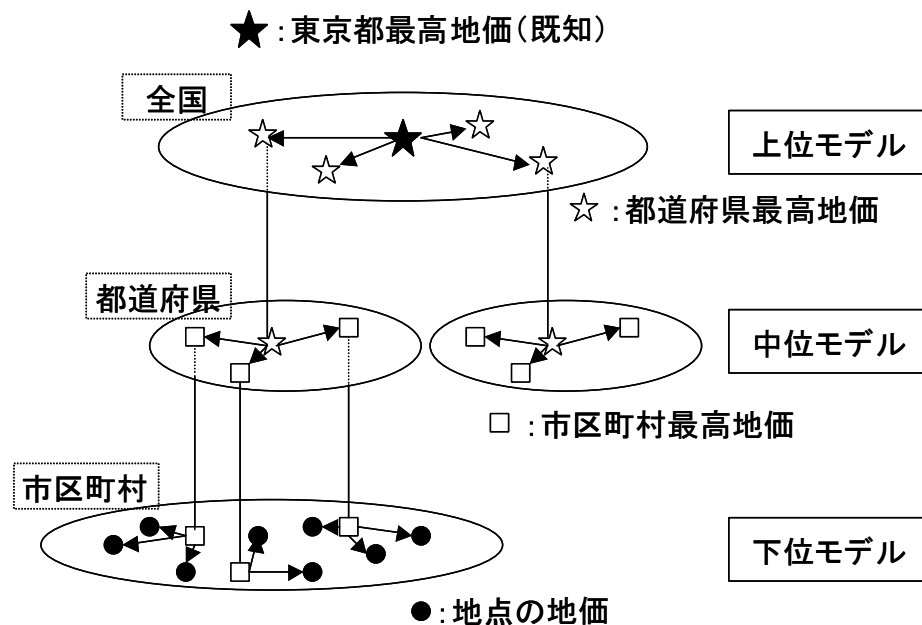 ★：東京都最高地価（既知）
全国
上位モデル
☆：都道府県最高地価
都道府県
中位モデル
□：市区町村最高地価
市区町村
下位モデル
●：地点の地価